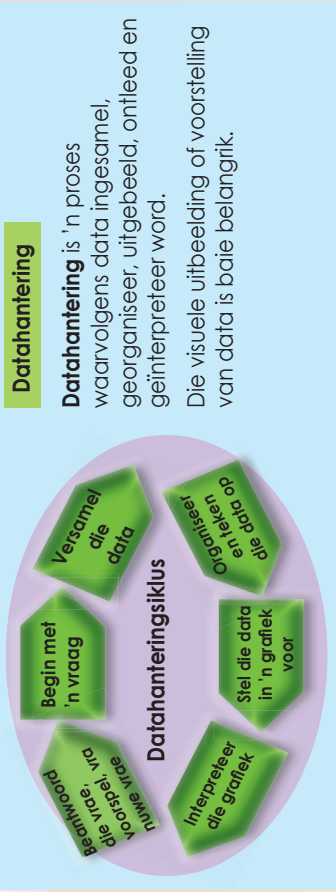 Datahantering
Datahantering is 'n proses
waarvolgens data ingesamel,
georganiseer, uitgebeeld, ontleed en
geïnterpreteer word.
Die visuele uitbeelding of voorstelling
van data is baie belangrik.
Datahanteringsiklus
Begin met
'n vraag
Versamel
die
data
Organiseer
en teken
die data op
Stel die data
in 'n grafiek
voor
Interpreteer
die grafiek
Beantwoord
die vrae,
voorspel, vra
nuwe vrae